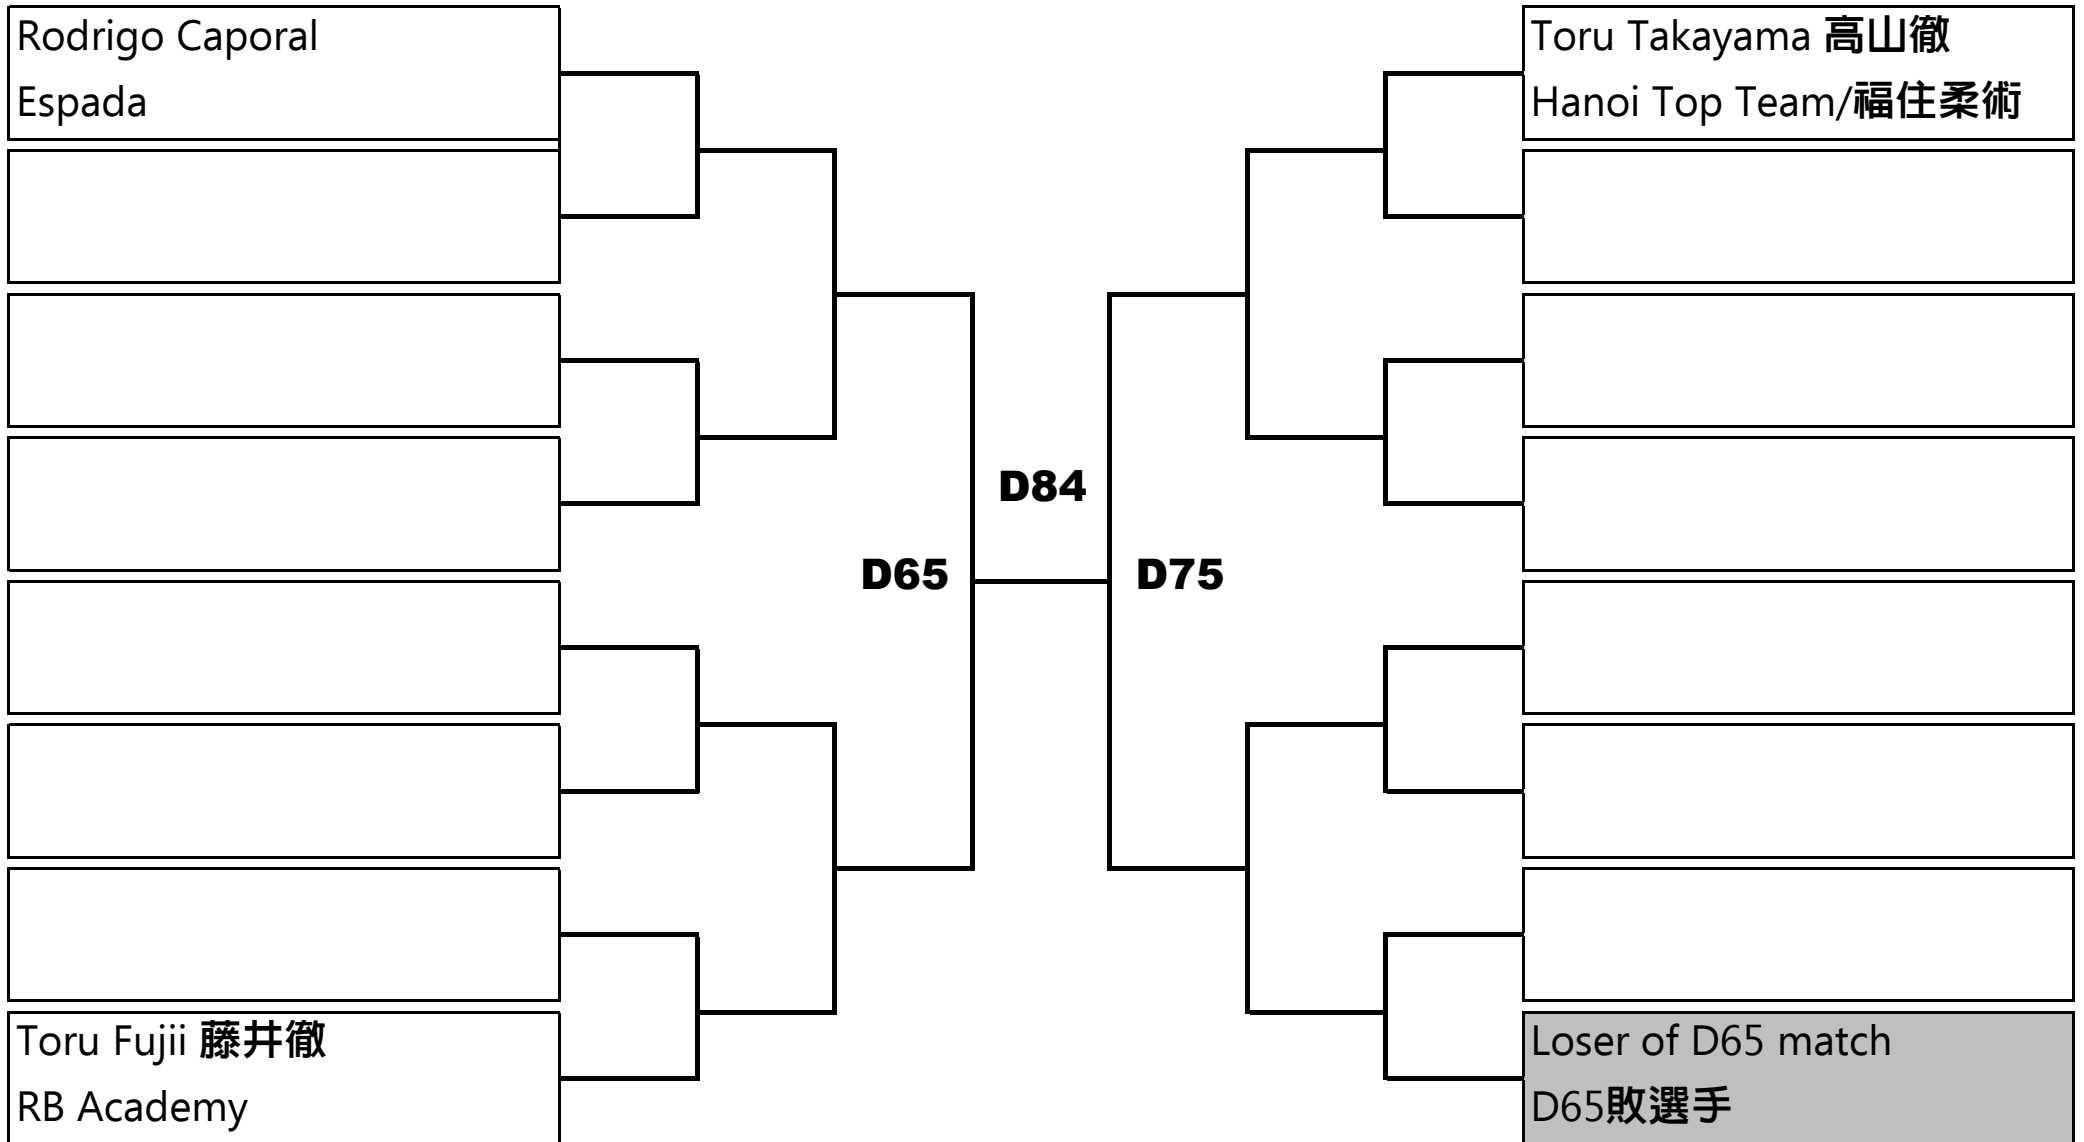 Rodrigo Caporal
Espada
Toru Takayama 高山徹
Hanoi Top Team/福住柔術
D84
D65
D75
Toru Fujii 藤井徹
RB Academy
Loser of D65 match
D65敗選手